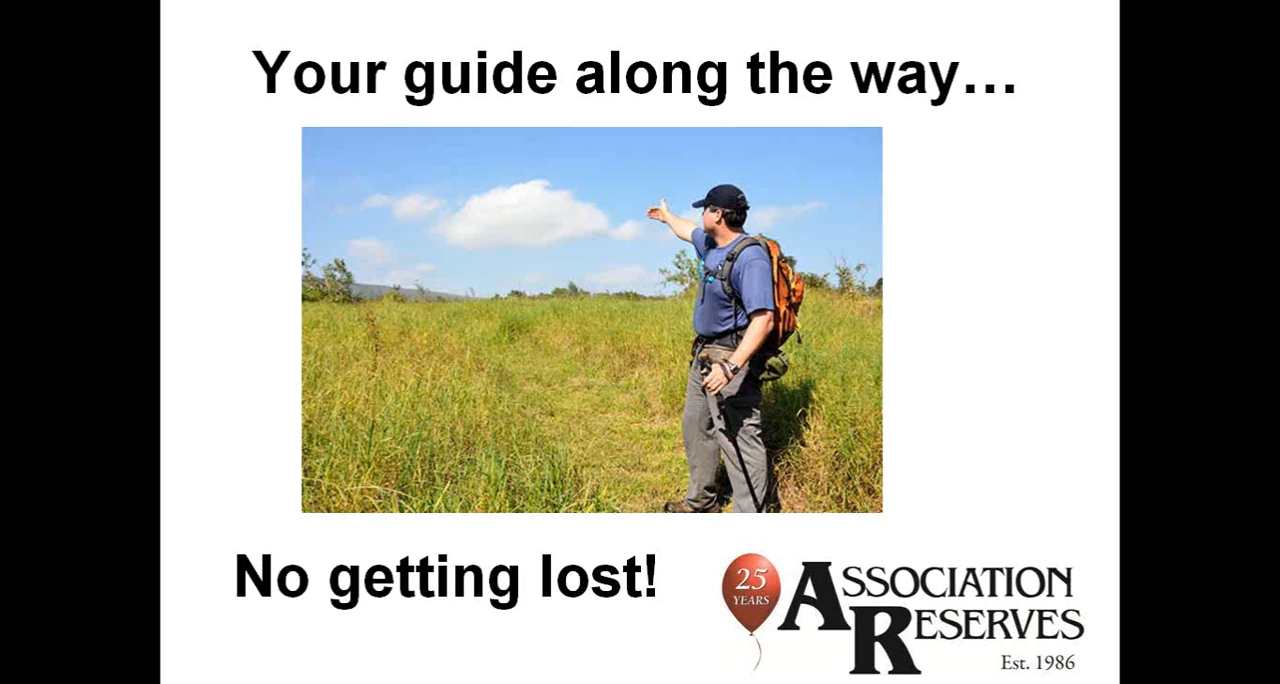 Your guide along the way…
No getting lost!
25
YEARS
ASSOCIATION
RESERVES
Est. 1986